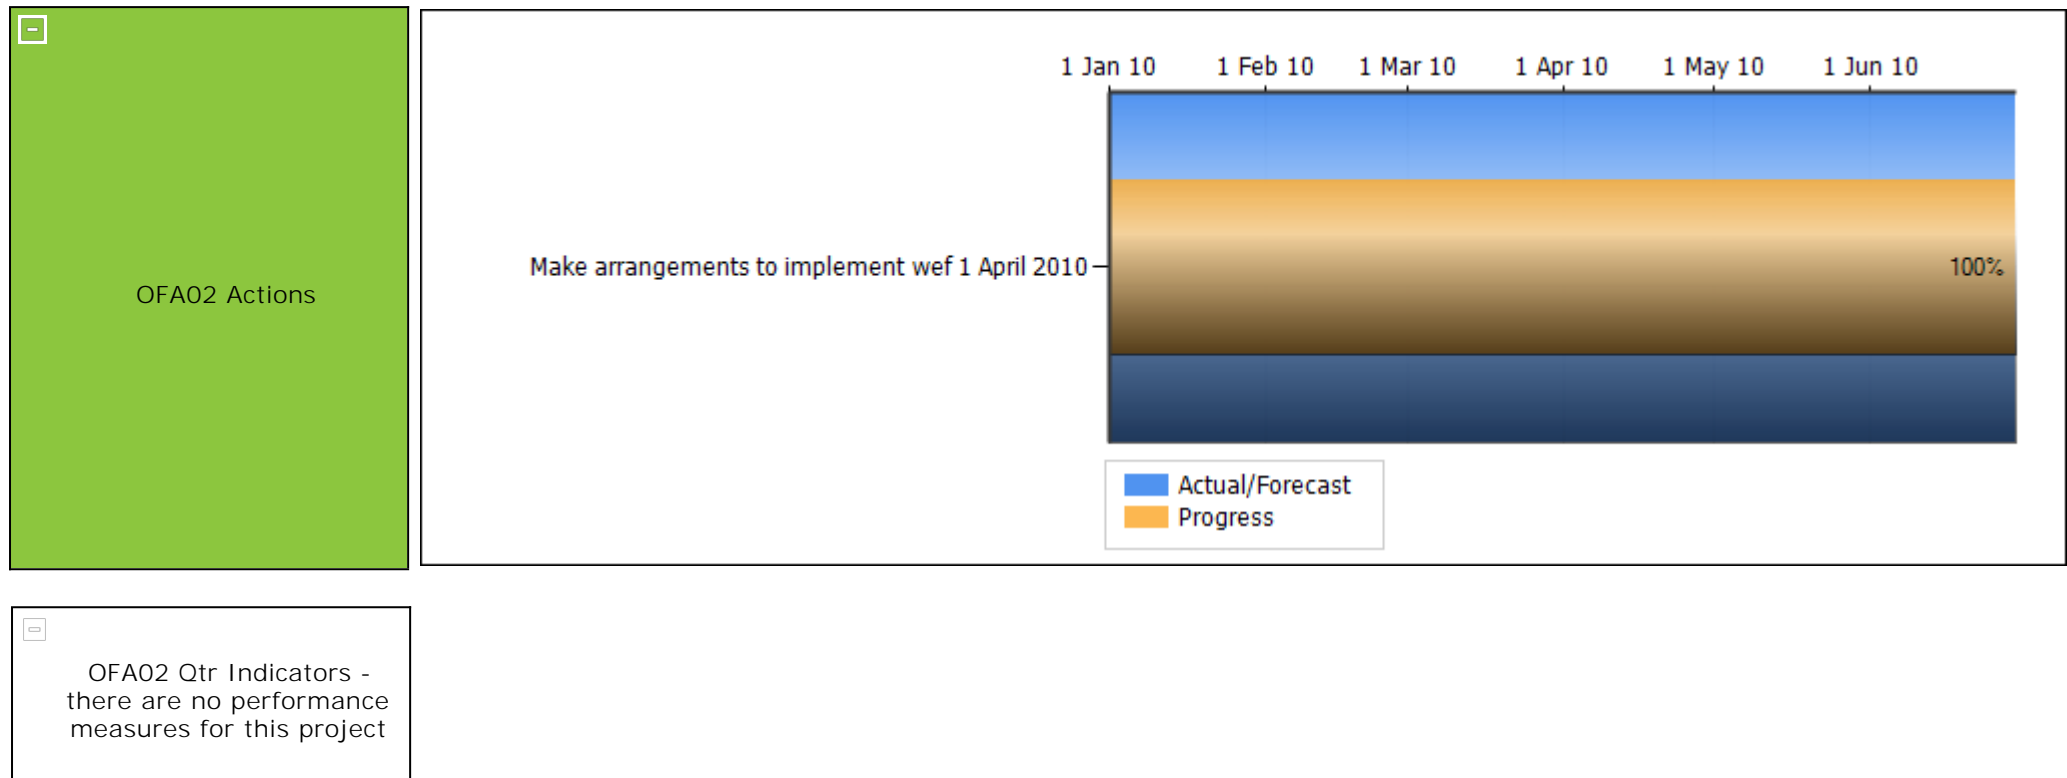 OFA02 Actions
1 Jan 10 1 Feb 10 1 Mar 10 1 Apr 10 1 May 10 1 Jun 10
Make arrangements to implement wef 1 April 2010
100%
Actual/Forecast
Progress
OFA02 Qtr Indicators -
there are no performance
measures for this project